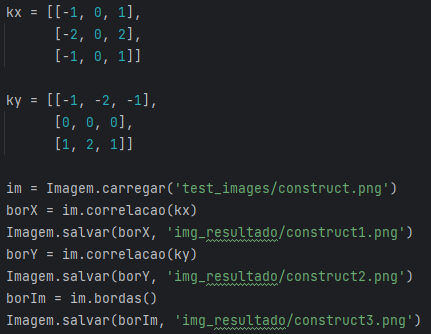 kx = [[-1, 0, 1],
[-2, 0, 2],
[-1, 0, 1]]
ky = [[-1, -2, -1],
[0, 0, 0],
[1, 2, 1]]
im = Imagem.carregar('test_images/construct.png')
borX = im.correlacao(kx)
Imagem.salvar(borX, 'img_resultado/construct1.png')
borY = im.correlacao(ky)
Imagem.salvar(borY, 'img_resultado/construct2.png')
borIm = im.bordas()
Imagem.salvar(borIm, 'img_resultado/construct3.png')